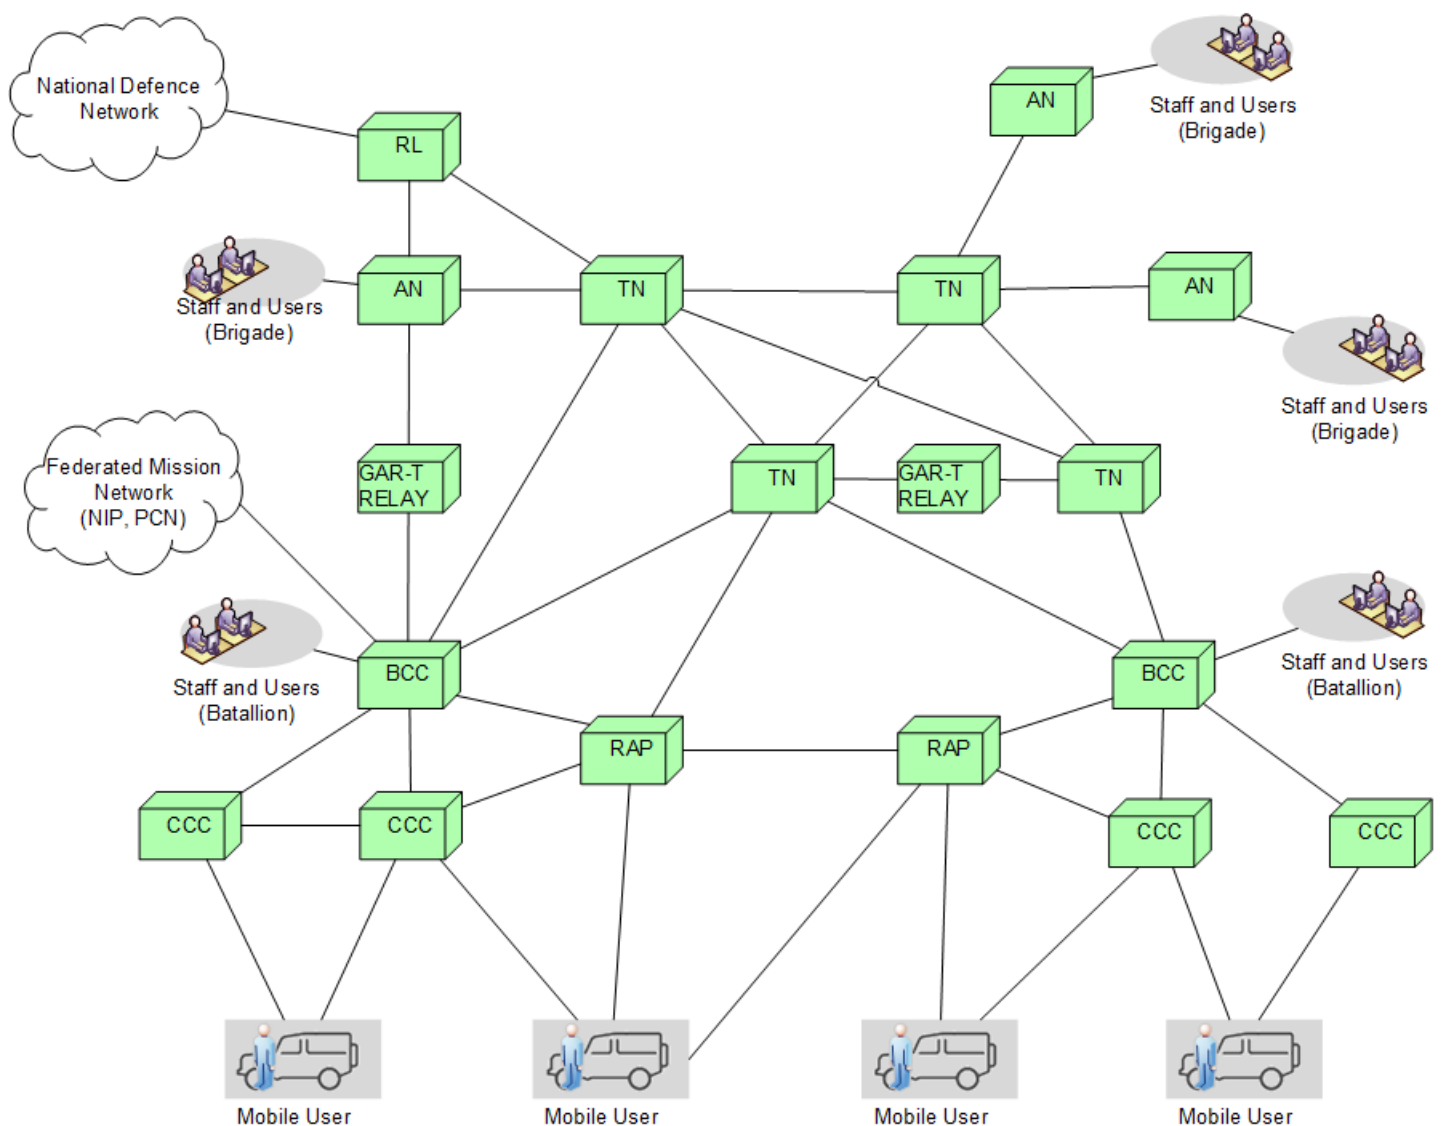 National Defence
Network
AN
Staff and Users
(Brigade)
RL
AN
TN
TN
AN
Staff and Users
(Brigade)
Staff and Users
(Brigade)
Federated Mission
Network
(NIP, PCN)
GAR-T
RELAY
TN
GAR-T
RELAY
TN
Staff and Users
(Batallion)
BCC
BCC
Staff and Users
(Batallion)
RAP
RAP
CCC
CCC
CCC
CCC
Mobile User
Mobile User
Mobile User
Mobile User